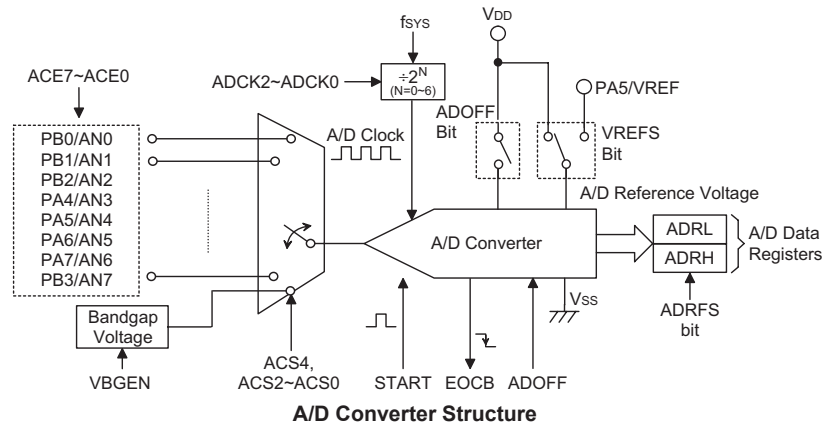 fSYS
VDD
ACE7~ACE0
ADCK2~ADCK0
÷2N
(N=0~6)
PA5/VREF
ADOFF
Bit
VREFS
Bit
A/D Clock
PB0/AN0
PB1/AN1
PB2/AN2
PA4/AN3
PA5/AN4
PA6/AN5
PA7/AN6
PB3/AN7
A/D Reference Voltage
A/D Converter
ADRL
ADRH
A/D Data
Registers
VSS
ADRFS
bit
Bandgap
Voltage
VBGEN
ACS4,
ACS2~ACS0
START
EOCB
ADOFF
A/D Converter Structure